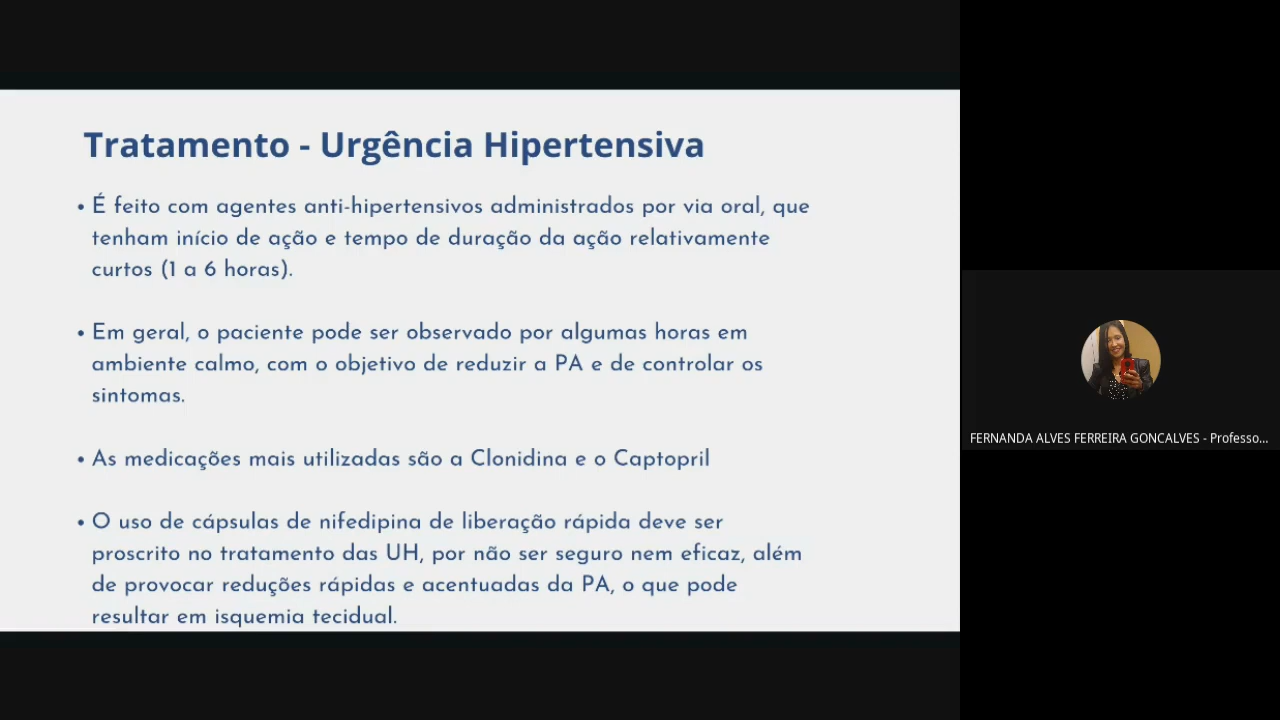 Tratamento - Urgência Hipertensiva
• É feito com agentes anti-hipertensivos administrados por via oral, que
tenham início de ação e tempo de duração da ação relativamente
curtos (1 a 6 horas).
• Em geral, o paciente pode ser observado por algumas horas em
ambiente calmo, com o objetivo de reduzir a PA e de controlar os
sintomas.
• As medicações mais utilizadas são a Clonidina e o Captopril
• O uso de cápsulas de nifedipina de liberação rápida deve ser
proscrito no tratamento das UH, por não ser seguro nem eficaz, além
de provocar reduções rápidas e acentuadas da PA, o que pode
resultar em isquemia tecidual.
FERNANDA ALVES FERREIRA GONCALVES - Professo...